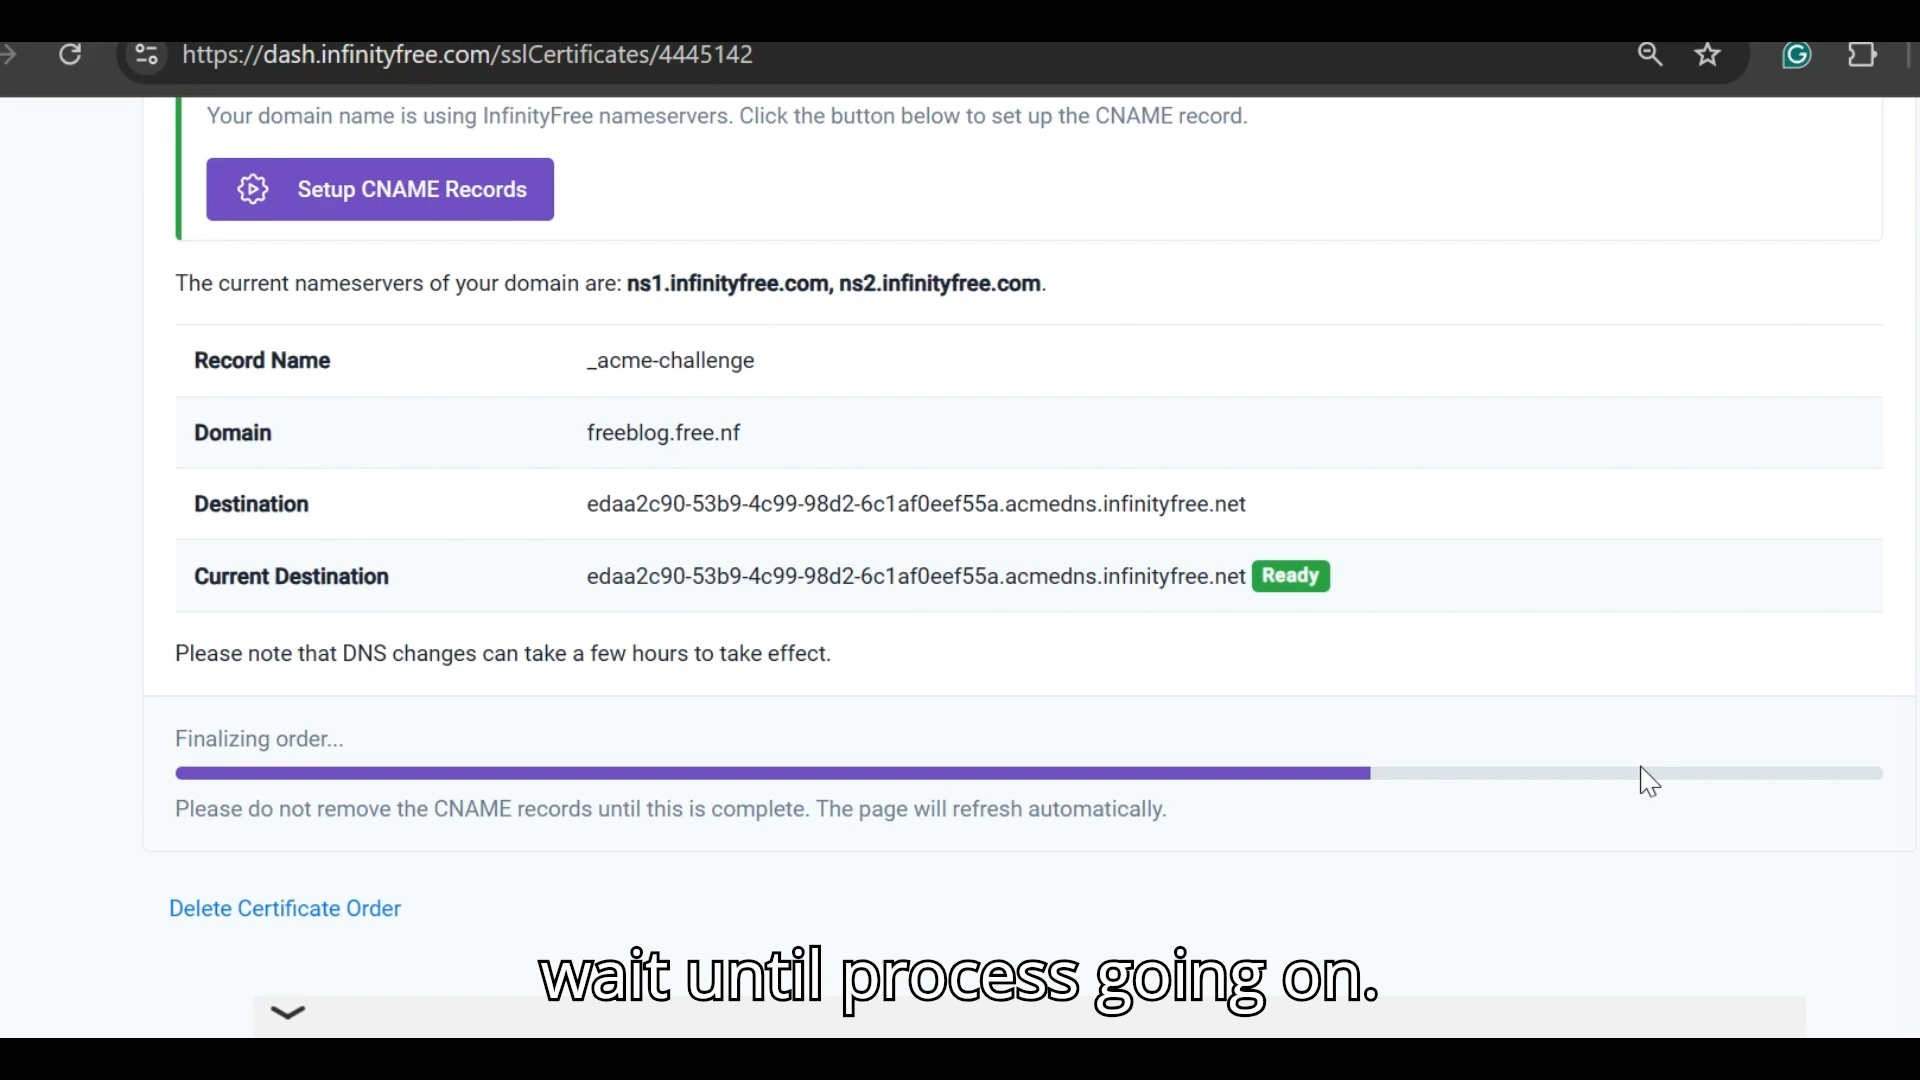 https://dash.infinityfree.com/sslCertificates/4445142
Your domain name is using InfinityFree nameservers. Click the button below to set up the CNAME record.
Setup CNAME Records
The current nameservers of your domain are: ns1.infinityfree.com, ns2.infinityfree.com.
Record Name _acme-challenge
Domain freeblog.free.nf
Destination edaa2c90-53b9-4c99-98d2-6c1af0eef55a.acmedns.infinityfree.net
Current Destination edaa2c90-53b9-4c99-98d2-6c1af0eef55a.acmedns.infinityfree.net Ready
Please note that DNS changes can take a few hours to take effect.
Finalizing order...
Please do not remove the CNAME records until this is complete. The page will refresh automatically.
Delete Certificate Order
wait until process going on.